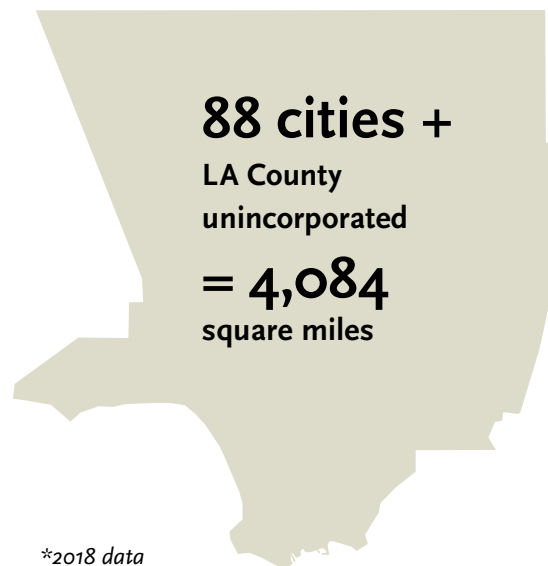 88 cities +
LA County
unincorporated
= 4,084
square miles
*2018 data